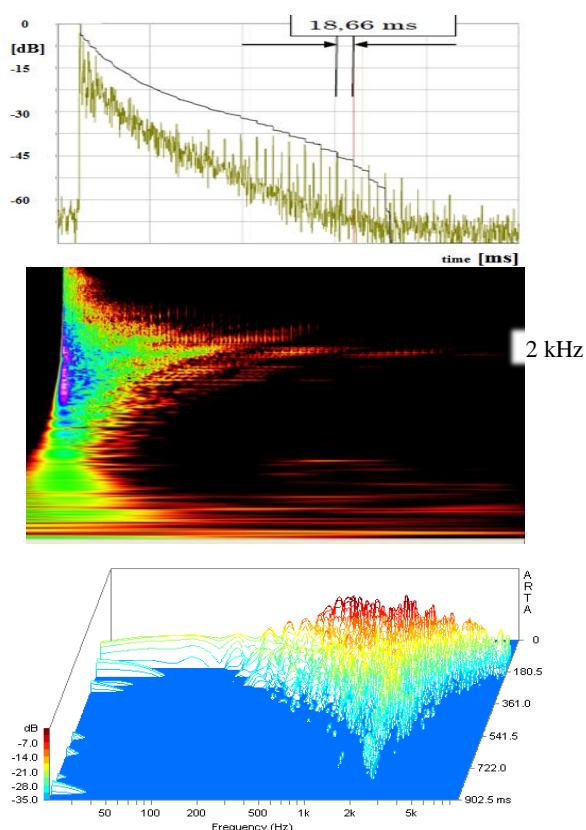 18,66 ms
0
[dB]
-15
-30
-45
-60
time [ms]
2 kHz
A
R
T
A
0
180.5
361.0
541.5
722.0
902.5 ms
dB
-7.0
-14.0
-21.0
-28.0
-35.0
50 100 200 500 1k 2k 5k
Frequency (Hz)